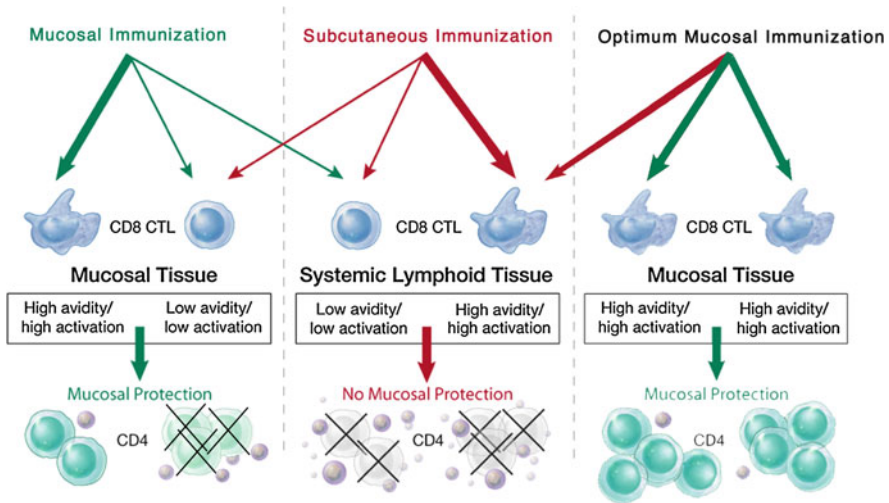 Mucosal Immunization
Subcutaneous Immunization
Optimum Mucosal Immunization
CD8 CTL
CD8 CTL
CD8 CTL
Mucosal Tissue
Systemic Lymphoid Tissue
Mucosal Tissue
High avidity/
high activation
Low avidity/
low activation
Low avidity/
low activation
High avidity/
high activation
High avidity/
high activation
High avidity/
high activation
Mucosal Protection
No Mucosal Protection
Mucosal Protection
CD4
CD4
CD4